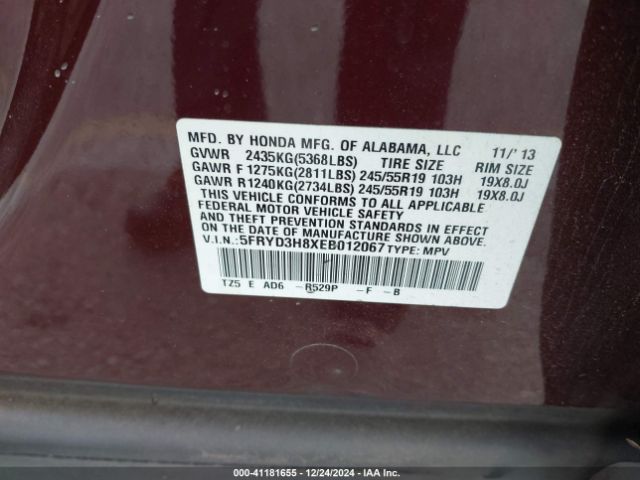 MFD. BY HONDA MFG. OF ALABAMA, LLC 11/'13
GVWR 2435KG(5368LBS) TIRE SIZE RIM SIZE
GAWR F 1275KG(2811LBS) 245/55R19 103H 19X8.0J
GAWR R 1240KG(2734LBS) 245/55R19 103H 19X8.0J
THIS VEHICLE CONFORMS TO ALL APPLICABLE
FEDERAL MOTOR VEHICLE SAFETY
AND THEFT PREVENTION STANDARDS IN EFFECT
ON THE DATE OF MANUFACTURE SHOWN ABOVE.
V.I.N.:5FRYD3H8XEB012067 TYPE: MPV
TZ5 E AD6 -R529P -F -B
000-41181655 - 12/24/2024 - IAA Inc.